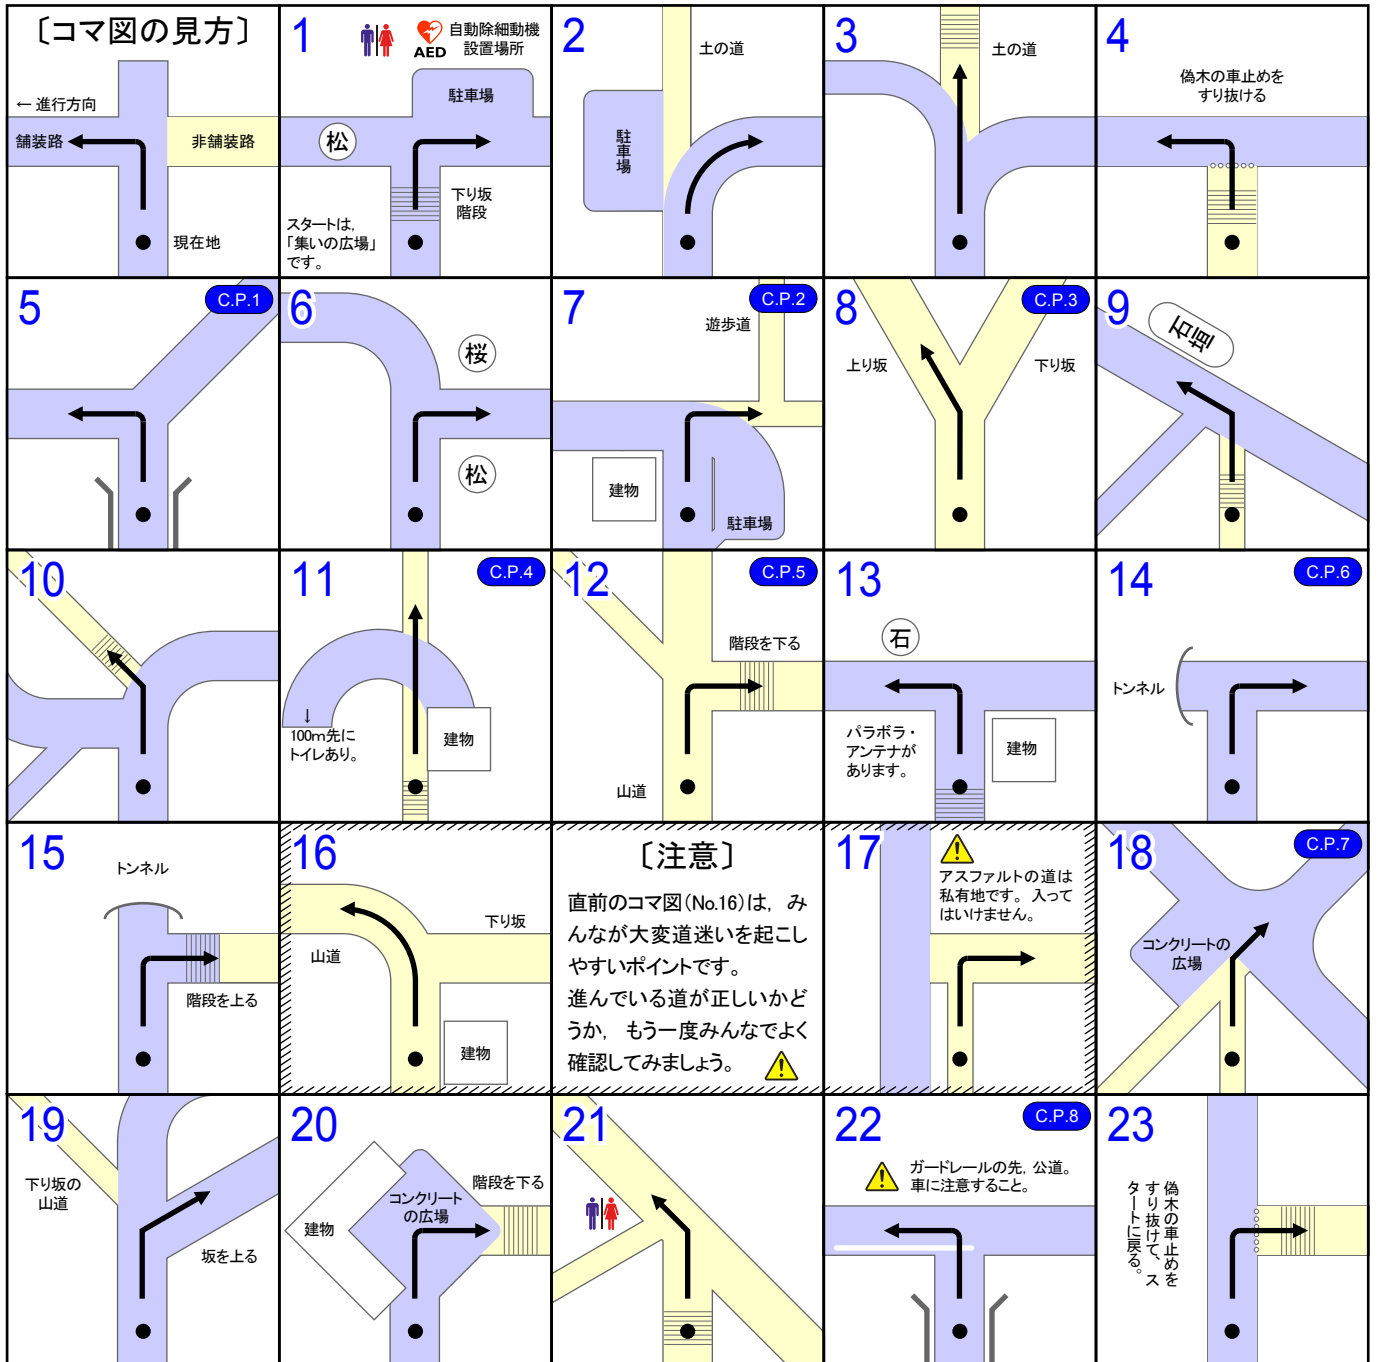 〔コマ図の見方〕
← 進行方向
舗装路
非舗装路
現在地
1
AED
自動除細動機
設置場所
駐車場
松
下り坂
階段
スタートは，
「集いの広場」
です。
2
土の道
駐車場
3
土の道
4
偽木の車止めを
すり抜ける
5
C.P.1
6
桜
松
7
C.P.2
遊歩道
建物
駐車場
8
C.P.3
上り坂
下り坂
9
石垣
10
11
C.P.4
↓
100m先に
トイレあり。
建物
12
C.P.5
階段を下る
山道
13
石
パラボラ・
アンテナが
あります。
建物
14
C.P.6
トンネル
15
トンネル
階段を上る
16
下り坂
山道
建物
〔注意〕
直前のコマ図（No.16）は， み
んなが大変道迷いを起こし
やすいポイントです。
進んでいる道が正しいかど
うか， もう一度みんなでよく
確認してみましょう。
17
アスファルトの道は
私有地です。 入って
はいけません。
18
C.P.7
コンクリートの
広場
19
下り坂の
山道
坂を上る
20
コンクリート
の広場
階段を下る
建物
21
22
C.P.8
ガードレールの先，公道。
車に注意すること。
23
偽木の車止めを
すり抜けて、ス
タートに戻る。